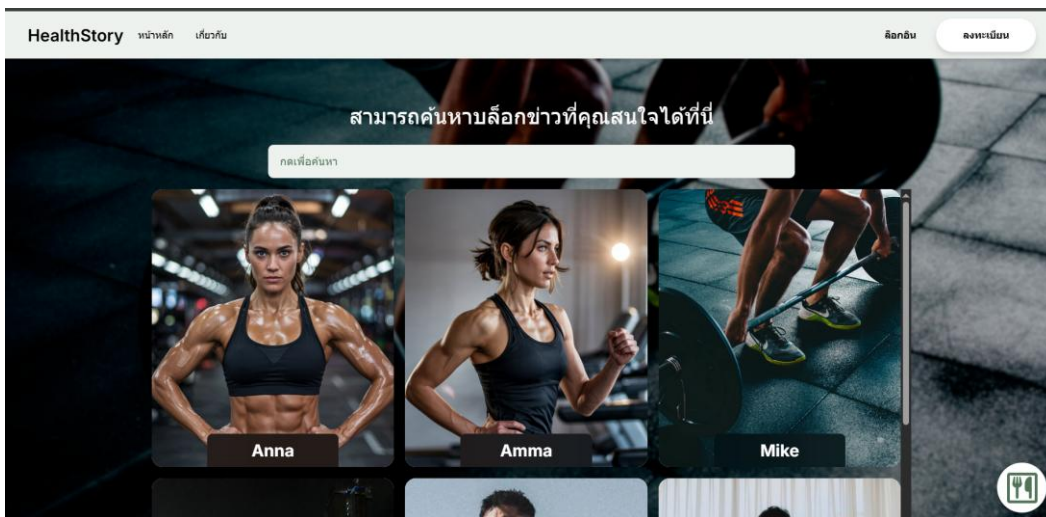 HealthStory หน้าหลัก เกี่ยวกับ ล็อกอิน ลงทะเบียน
สามารถค้นหาบล็อกข่าวที่คุณสนใจได้ที่นี่
กดเพื่อค้นหา
Anna Amma Mike